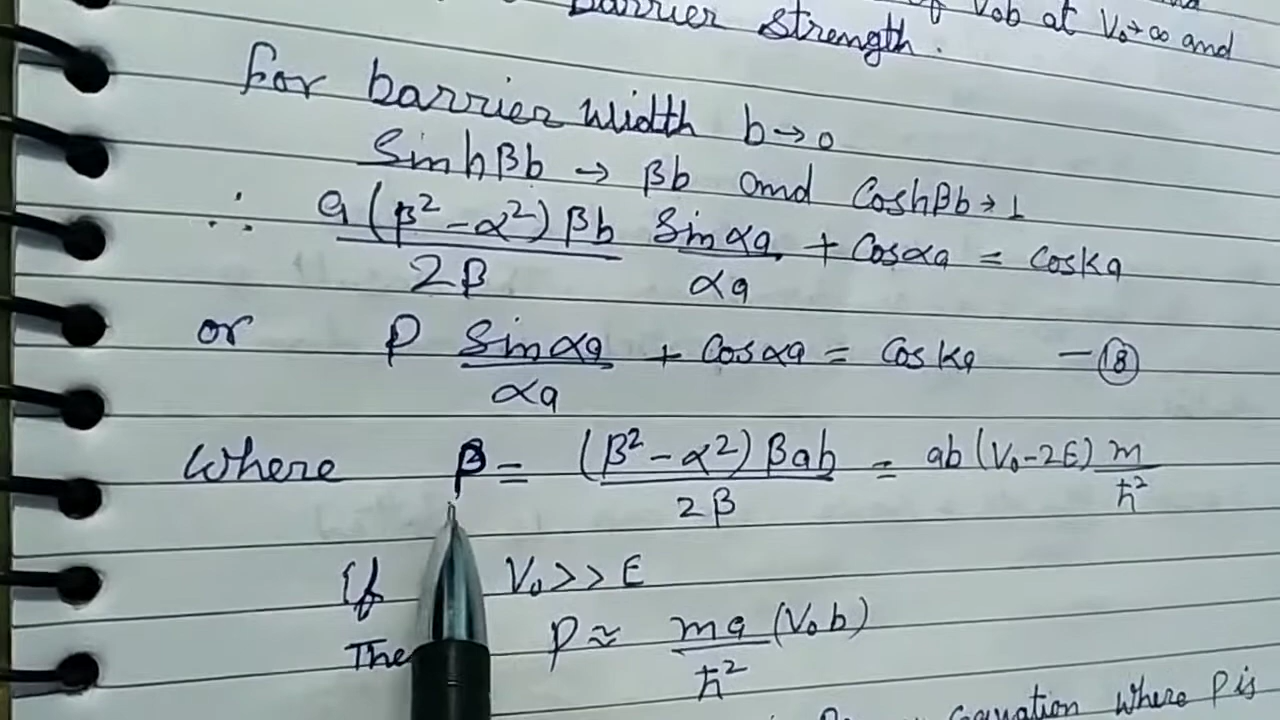 Barrier strength. of V₀b at V₀→∞ and
For barrier width b→0
Sinhβb → βb and Coshβb→1
∴ a(β²-α²)βb/2β Sinαa/αa + Cosαa = CosKa
or P Sinαa/αa + Cosαa = CosKa —⑱
Where β = (β²-α²)βab/2β = ab(V₀-2E)m/ħ²
If V₀>>E
The P≈ ma/ħ² (V₀b)
equation where P is